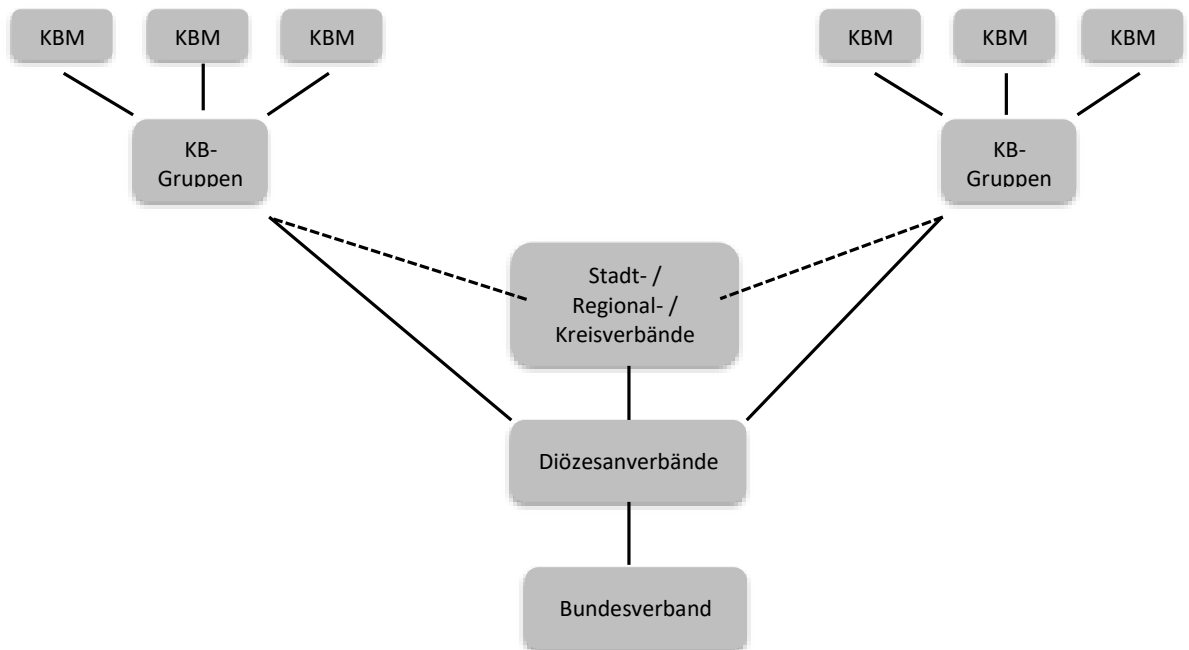 KBM KBM KBM KBM KBM KBM
KB-
Gruppen
KB-
Gruppen
Stadt- /
Regional- /
Kreisverbände
Diözesanverbände
Bundesverband